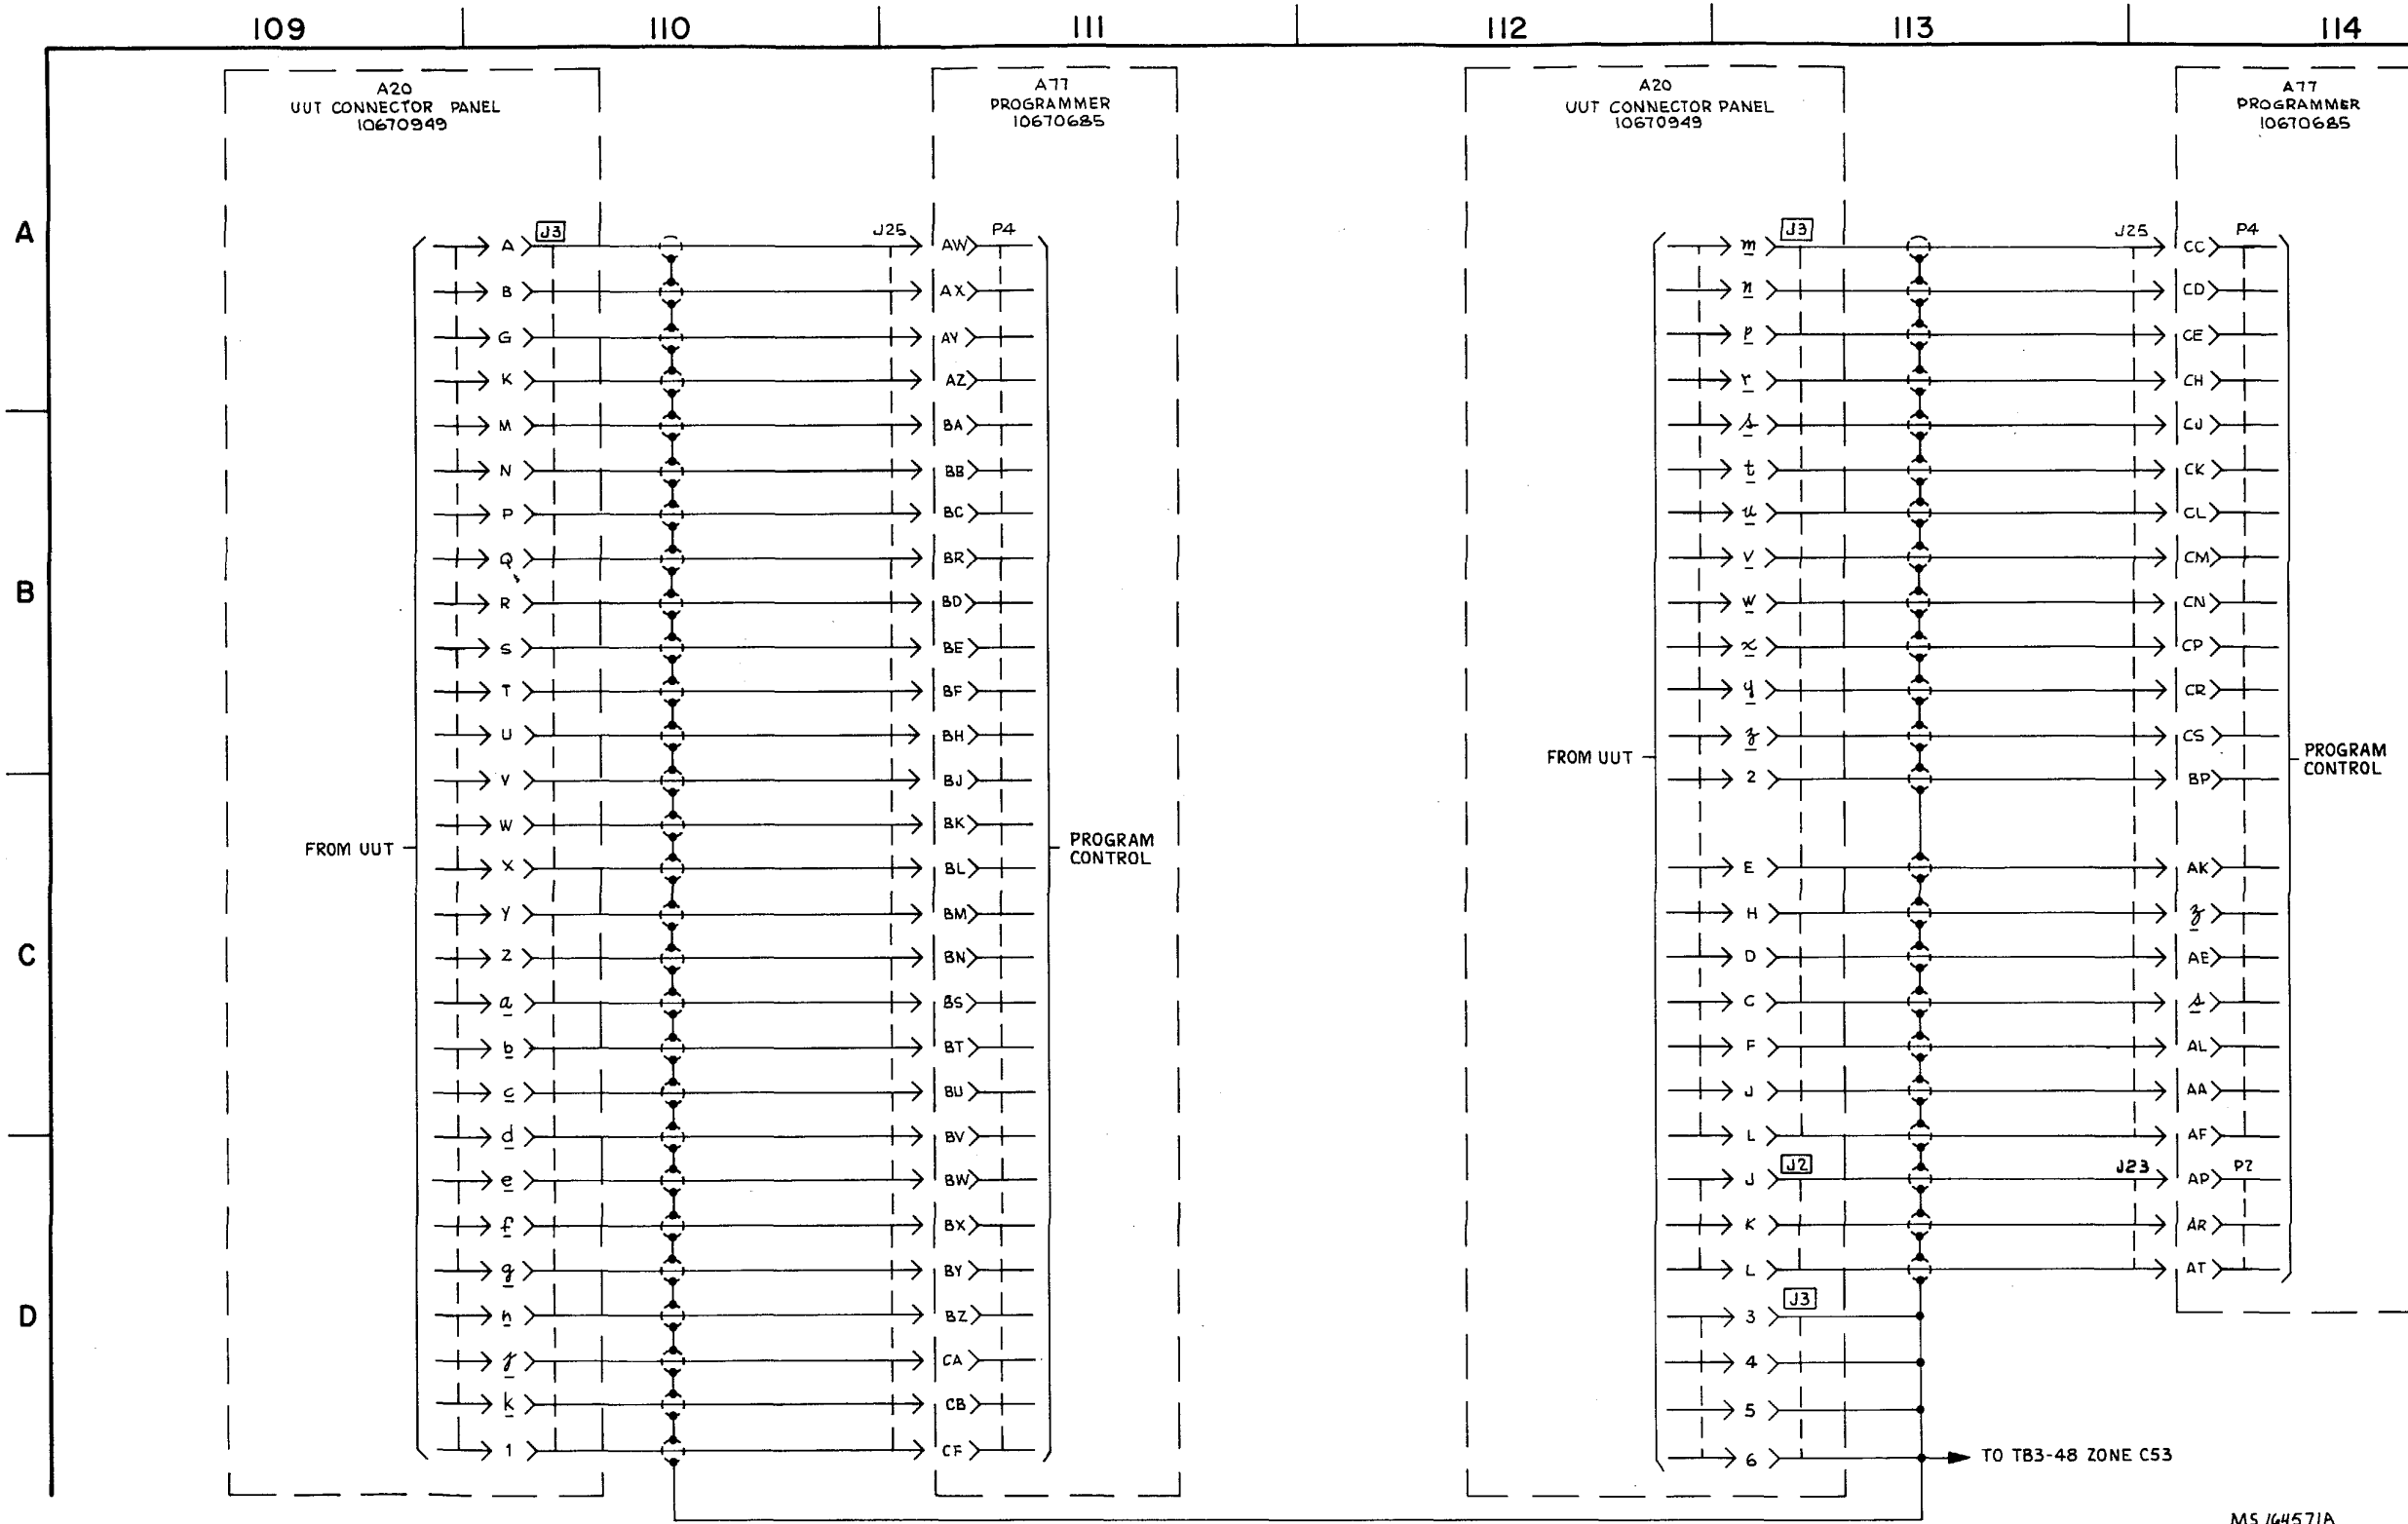 109 110 111 112 113 114
A20
UUT CONNECTOR PANEL
10670949
A77
PROGRAMMER
10670685
A20
UUT CONNECTOR PANEL
10670949
A77
PROGRAMMER
10670685
A
B
C
D
J3 J25 P4
A AW
B AX
G AY
K AZ
M BA
N BB
P BC
Q BR
R BD
S BE
T BF
U BH
V BJ
W BK
X BL
Y BM
Z BN
a BS
b BT
c BU
d BV
e BW
f BX
g BY
h BZ
j CA
k CB
1 CF
FROM UUT
PROGRAM
CONTROL
J3 J25 P4
m CC
n CD
p CE
r CH
s CJ
t CK
u CL
v CM
w CN
x CP
y CR
z CS
2 BP
E AK
H z
D AE
C s
F AL
J AA
L AF
J2 J23 P2
J AP
K AR
L AT
J3
3
4
5
6
FROM UUT
PROGRAM
CONTROL
TO TB3-48 ZONE C53
MS 164571A